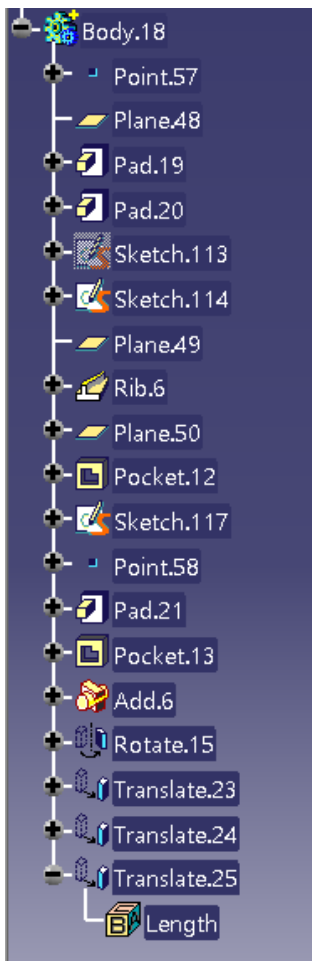 Body.18
Point.57
Plane.48
Pad.19
Pad.20
Sketch.113
Sketch.114
Plane.49
Rib.6
Plane.50
Pocket.12
Sketch.117
Point.58
Pad.21
Pocket.13
Add.6
Rotate.15
Translate.23
Translate.24
Translate.25
Length